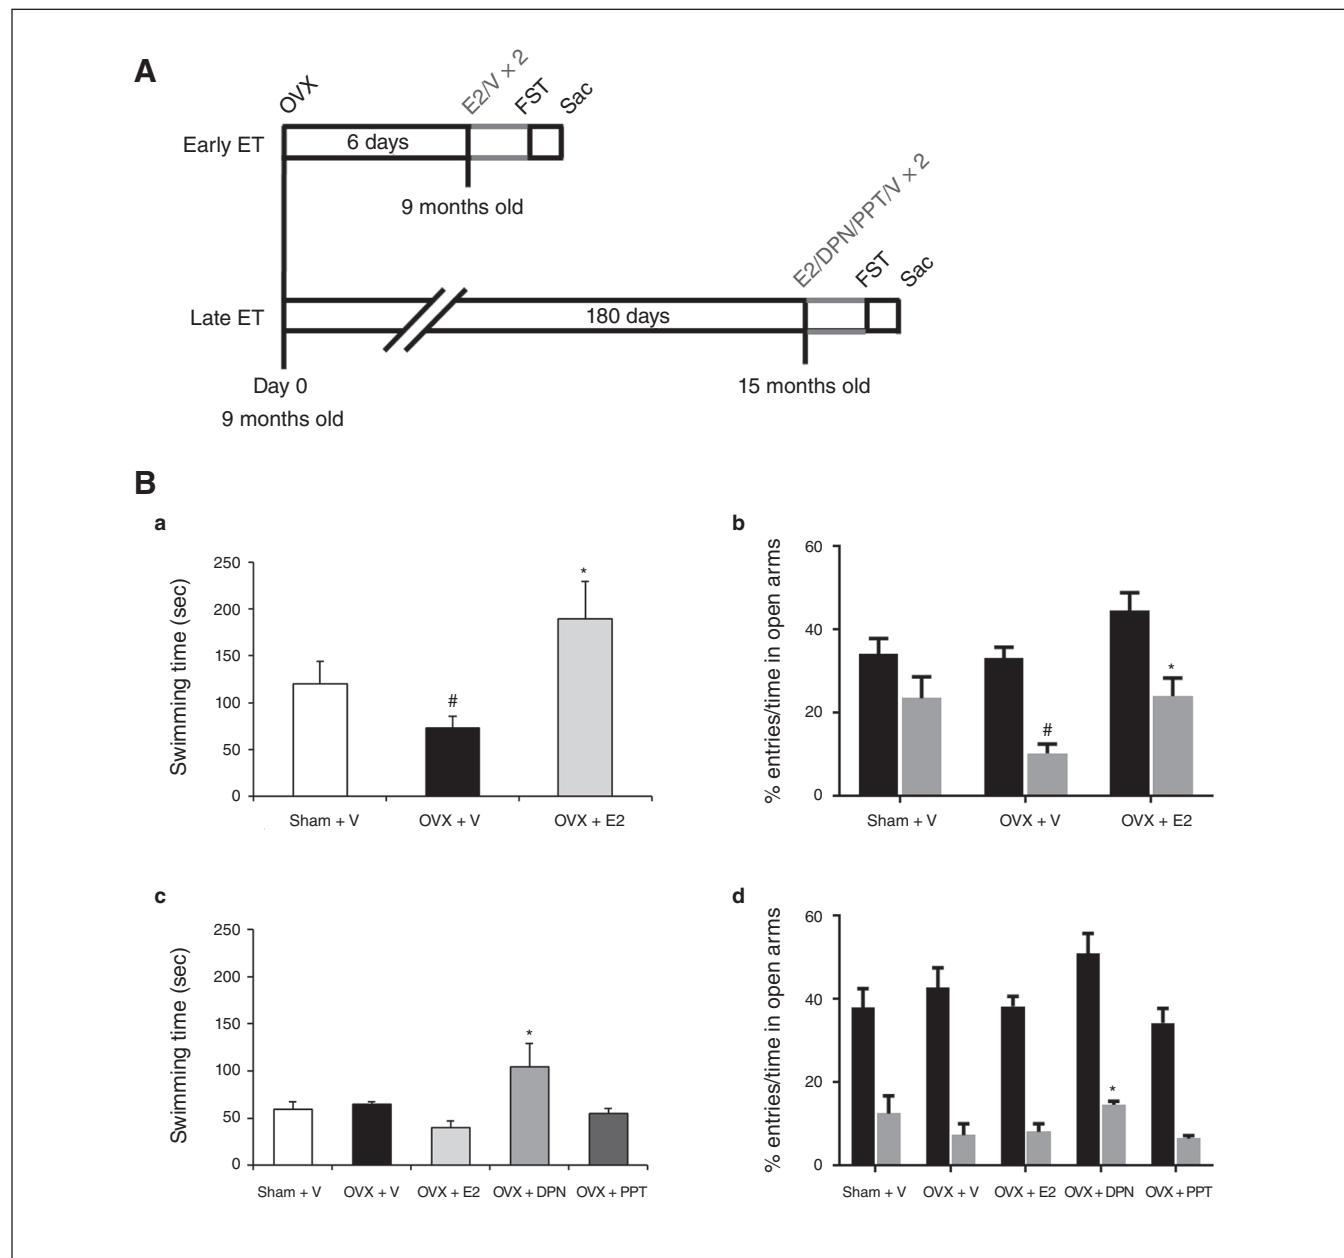 A
OVX
E2/V × 2
FST
Sac
Early ET
6 days
9 months old
E2/DPN/PPT/V × 2
FST
Sac
Late ET
180 days
Day 0
9 months old
15 months old
B
a
Swimming time (sec)
250
200
150
100
50
0
#
*
Sham + V
OVX + V
OVX + E2
b
% entries/time in open arms
60
40
20
0
#
*
Sham + V
OVX + V
OVX + E2
c
Swimming time (sec)
250
200
150
100
50
0
*
Sham + V
OVX + V
OVX + E2
OVX + DPN
OVX + PPT
d
% entries/time in open arms
60
40
20
0
*
Sham + V
OVX + V
OVX + E2
OVX + DPN
OVX + PPT